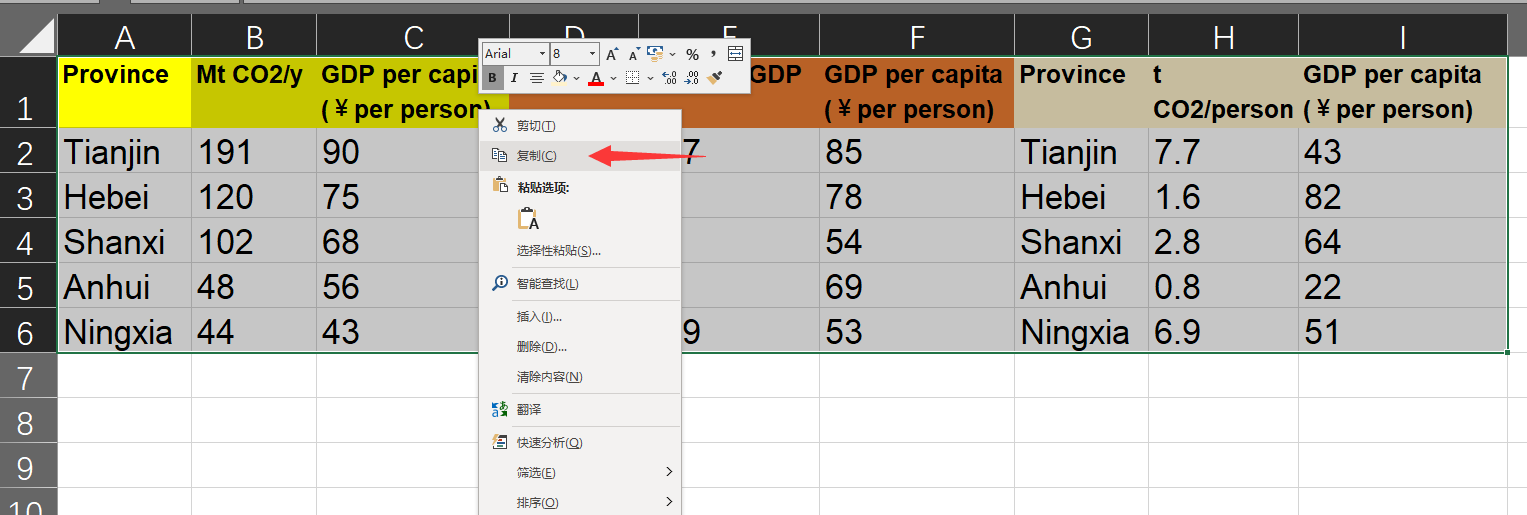 A B C D E F G H I
Arial 8 A A % ,
B I A .00 .00
1 Province Mt CO2/y GDP per capi GDP GDP per capita Province t GDP per capita
(¥ per person) (¥ per person) CO2/person (¥ per person)
2 Tianjin 191 90 7 85 Tianjin 7.7 43
3 Hebei 120 75 78 Hebei 1.6 82
4 Shanxi 102 68 54 Shanxi 2.8 64
5 Anhui 48 56 69 Anhui 0.8 22
6 Ningxia 44 43 9 53 Ningxia 6.9 51
7
8
9
10
剪切(T)
复制(C)
粘贴选项:
A
选择性粘贴(S)...
智能查找(L)
插入(I)...
删除(D)...
清除内容(N)
翻译
快速分析(Q)
筛选(E)
排序(O)